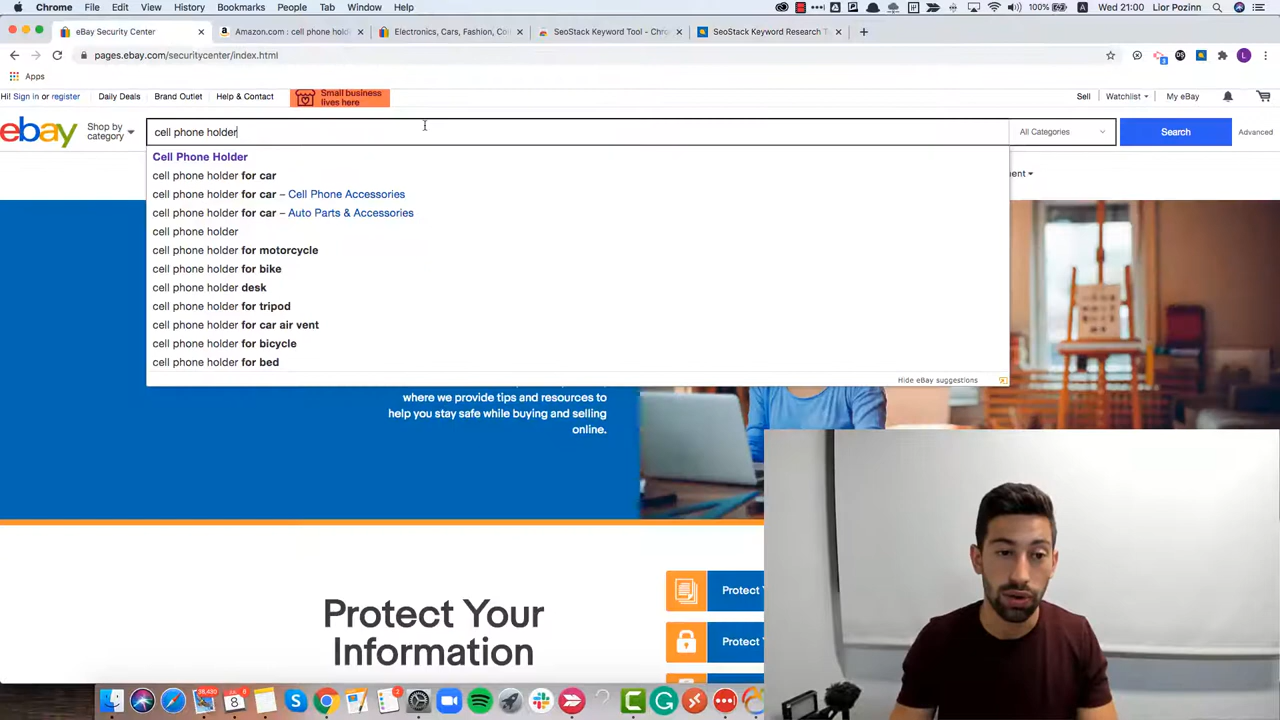 Chrome File Edit View History Bookmarks People Tab Window Help 100% Wed 21:00 Lior Pozinn
eBay Security Center Amazon.com : cell phone hold Electronics, Cars, Fashion, Coll SeoStack Keyword Tool - Chro SeoStack Keyword Research T
pages.ebay.com/securitycenter/index.html
Apps
Hi! Sign in or register Daily Deals Brand Outlet Help & Contact Small business lives here Sell Watchlist My eBay
ebay Shop by category cell phone holder All Categories Search Advanced
Cell Phone Holder
cell phone holder for car
cell phone holder for car – Cell Phone Accessories
cell phone holder for car – Auto Parts & Accessories
cell phone holder
cell phone holder for motorcycle
cell phone holder for bike
cell phone holder desk
cell phone holder for tripod
cell phone holder for car air vent
cell phone holder for bicycle
cell phone holder for bed
Hide eBay suggestions
where we provide tips and resources to
help you stay safe while buying and selling
online.
Protect Your
Information
Protect Y
Protect Y